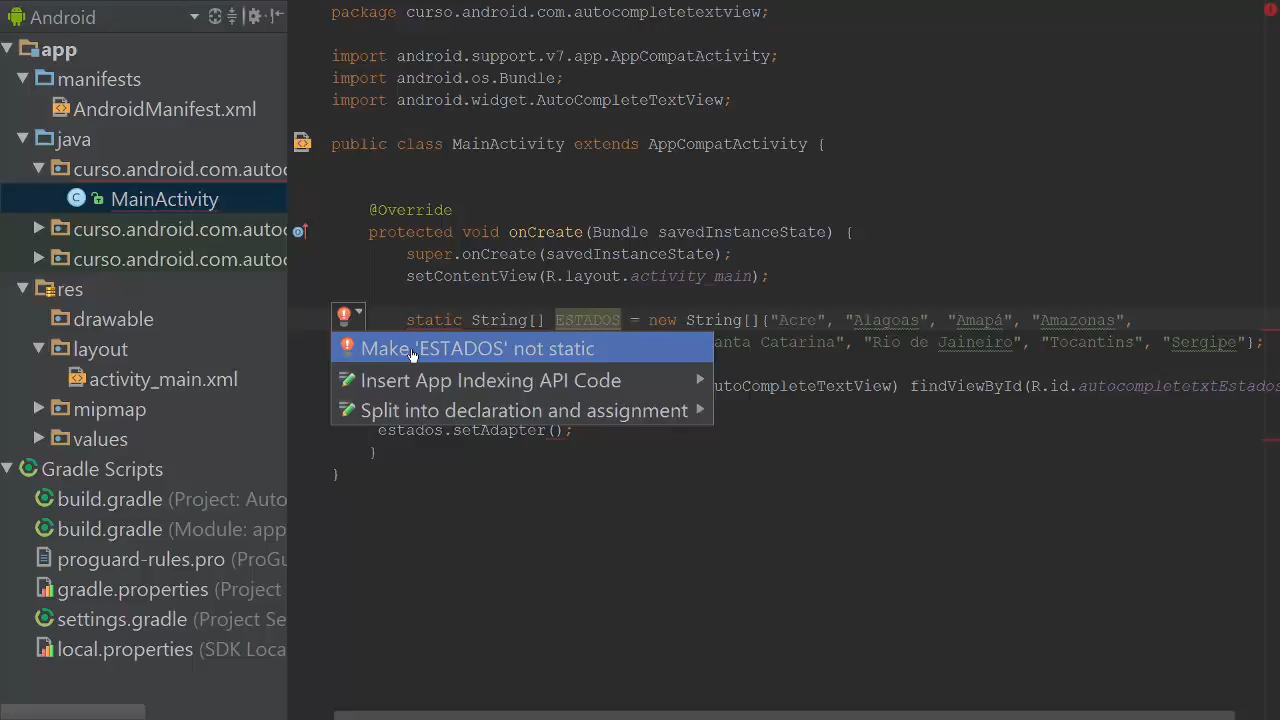 Android
app
manifests
AndroidManifest.xml
java
curso.android.com.autoc
MainActivity
curso.android.com.autoc
curso.android.com.autoc
res
drawable
layout
activity_main.xml
mipmap
values
Gradle Scripts
build.gradle (Project: Auto
build.gradle (Module: app
proguard-rules.pro (ProGu
gradle.properties (Project
settings.gradle (Project Se
local.properties (SDK Loca
package curso.android.com.autocompletetextview;
import android.support.v7.app.AppCompatActivity;
import android.os.Bundle;
import android.widget.AutoCompleteTextView;
public class MainActivity extends AppCompatActivity {
@Override
protected void onCreate(Bundle savedInstanceState) {
super.onCreate(savedInstanceState);
setContentView(R.layout.activity_main);
static String[] ESTADOS = new String[]{"Acre", "Alagoas", "Amapá", "Amazonas",
anta Catarina", "Rio de Jaineiro", "Tocantins", "Sergipe"};
Make 'ESTADOS' not static
Insert App Indexing API Code
utoCompleteTextView) findViewById(R.id.autocompletetxtEstados
Split into declaration and assignment
estados.setAdapter();
}
}